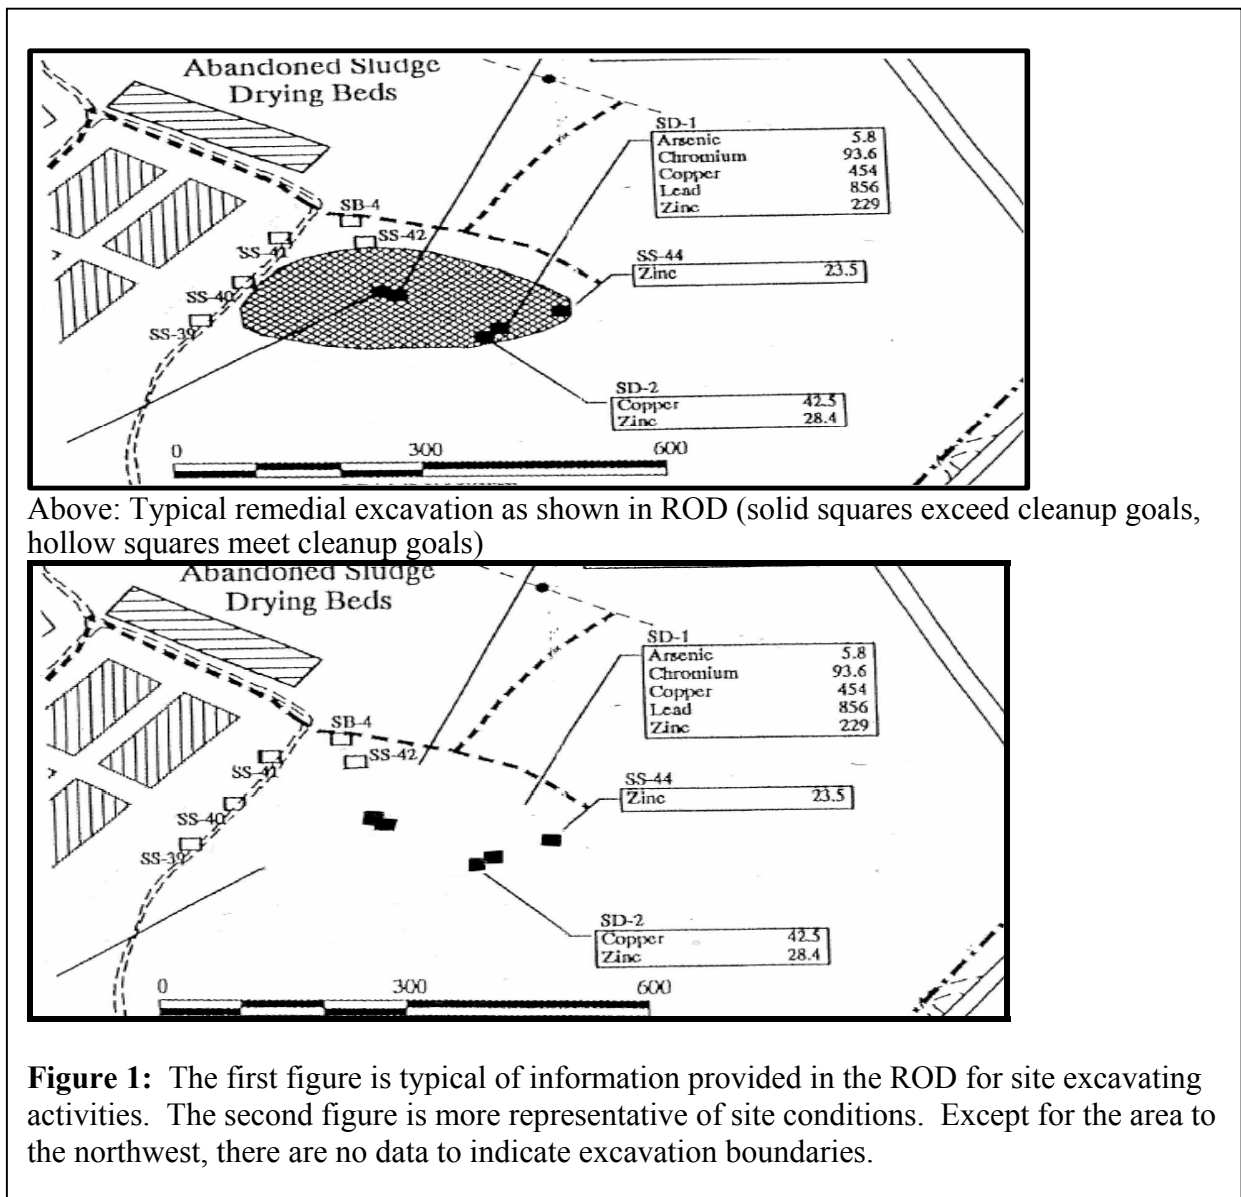 Abandoned Sludge
Drying Beds
SD-1
Arsenic 5.8
Chromium 93.6
Copper 454
Lead 856
Zinc 229
SB-4
SS-42
SS-41
SS-44
Zinc 23.5
SS-40
SS-39
SD-2
Copper 42.5
Zinc 28.4
0 300 600
Above: Typical remedial excavation as shown in ROD (solid squares exceed cleanup goals,
hollow squares meet cleanup goals)
Abandoned Sludge
Drying Beds
SD-1
Arsenic 5.8
Chromium 93.6
Copper 454
Lead 856
Zinc 229
SB-4
SS-42
SS-41
SS-44
Zinc 23.5
SS-40
SS-39
SD-2
Copper 42.5
Zinc 28.4
0 300 600
Figure 1: The first figure is typical of information provided in the ROD for site excavating
activities. The second figure is more representative of site conditions. Except for the area to
the northwest, there are no data to indicate excavation boundaries.